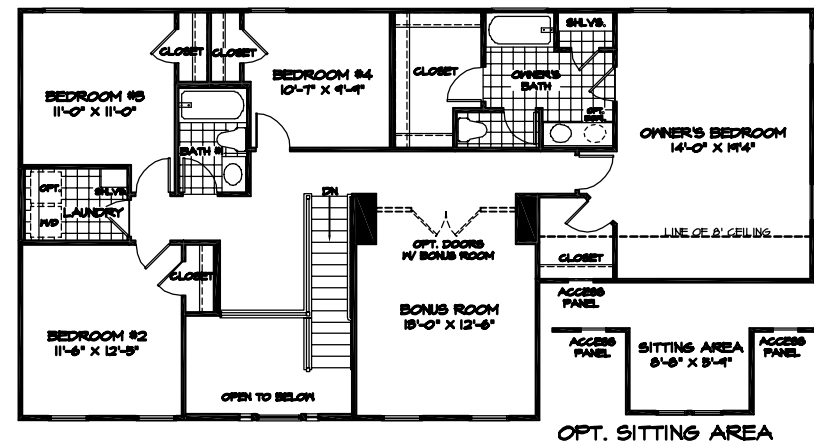 CLOSET
CLOSET
SHLVS.
BEDROOM #4
10'-7" X 9'-9"
CLOSET
OWNER'S
BATH
BEDROOM #3
11'-0" X 11'-0"
OPT.
OWNER'S BEDROOM
14'-0" X 19'4"
BATH #
OPT.
SHLVS.
LAUNDRY
W/D
DN
OPT. DOORS
W/ BONUS ROOM
LINE OF 8' CEILING
CLOSET
CLOSET
ACCESS
PANEL
BONUS ROOM
15'-0" X 12'-6"
BEDROOM #2
11'-6" X 12'-5"
ACCESS
PANEL
SITTING AREA
8'-8" X 5'-9"
ACCESS
PANEL
OPEN TO BELOW
OPT. SITTING AREA